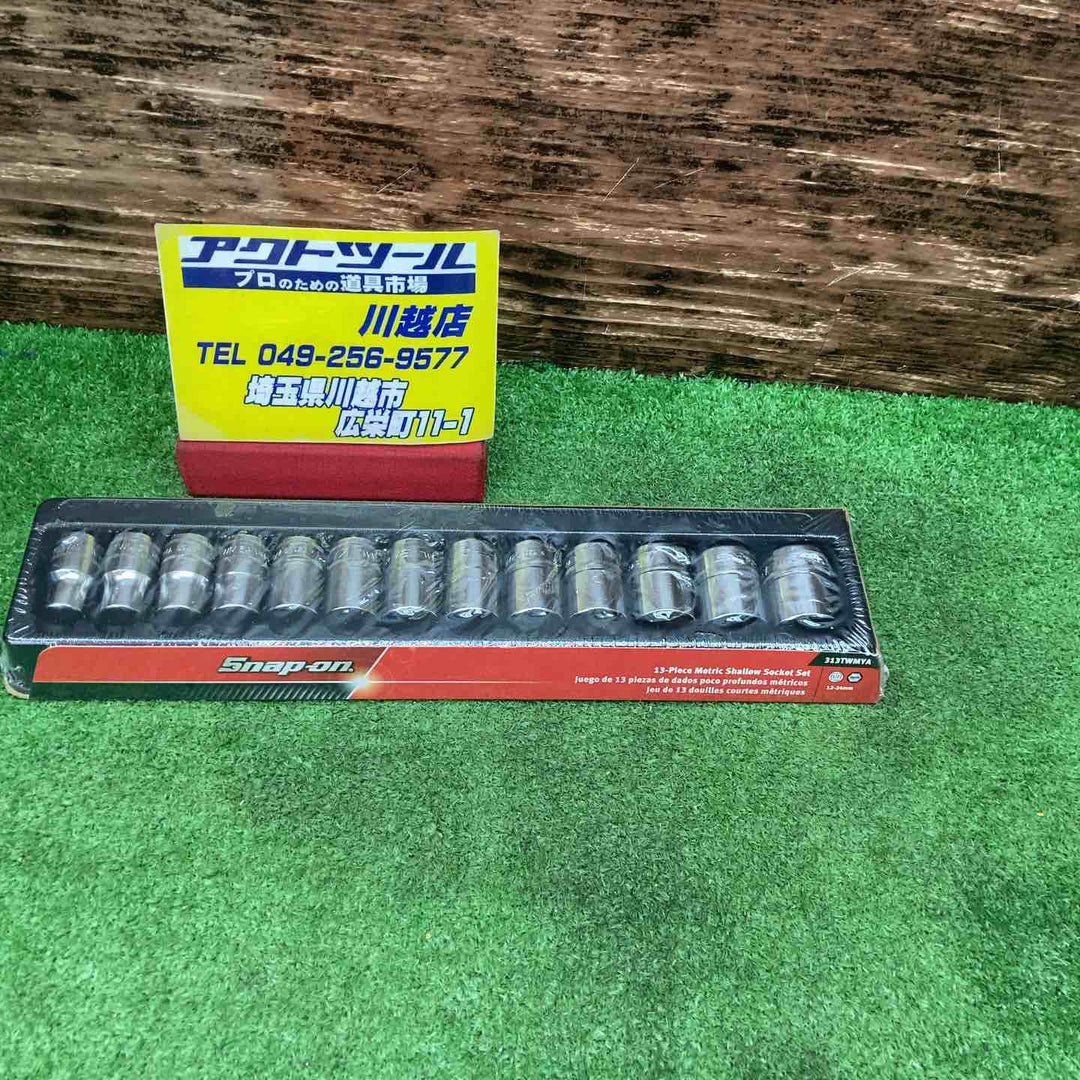 アクトツール
プロのための道具市場
川越店
TEL 049-256-9577
埼玉県川越市
広栄町11-1
Snap-on
313TWMYA
13-Piece Metric Shallow Socket Set
Juego de 13 piezas de dados poco profundos métricos
Jeu de 13 douilles courtes métriques
12-24mm